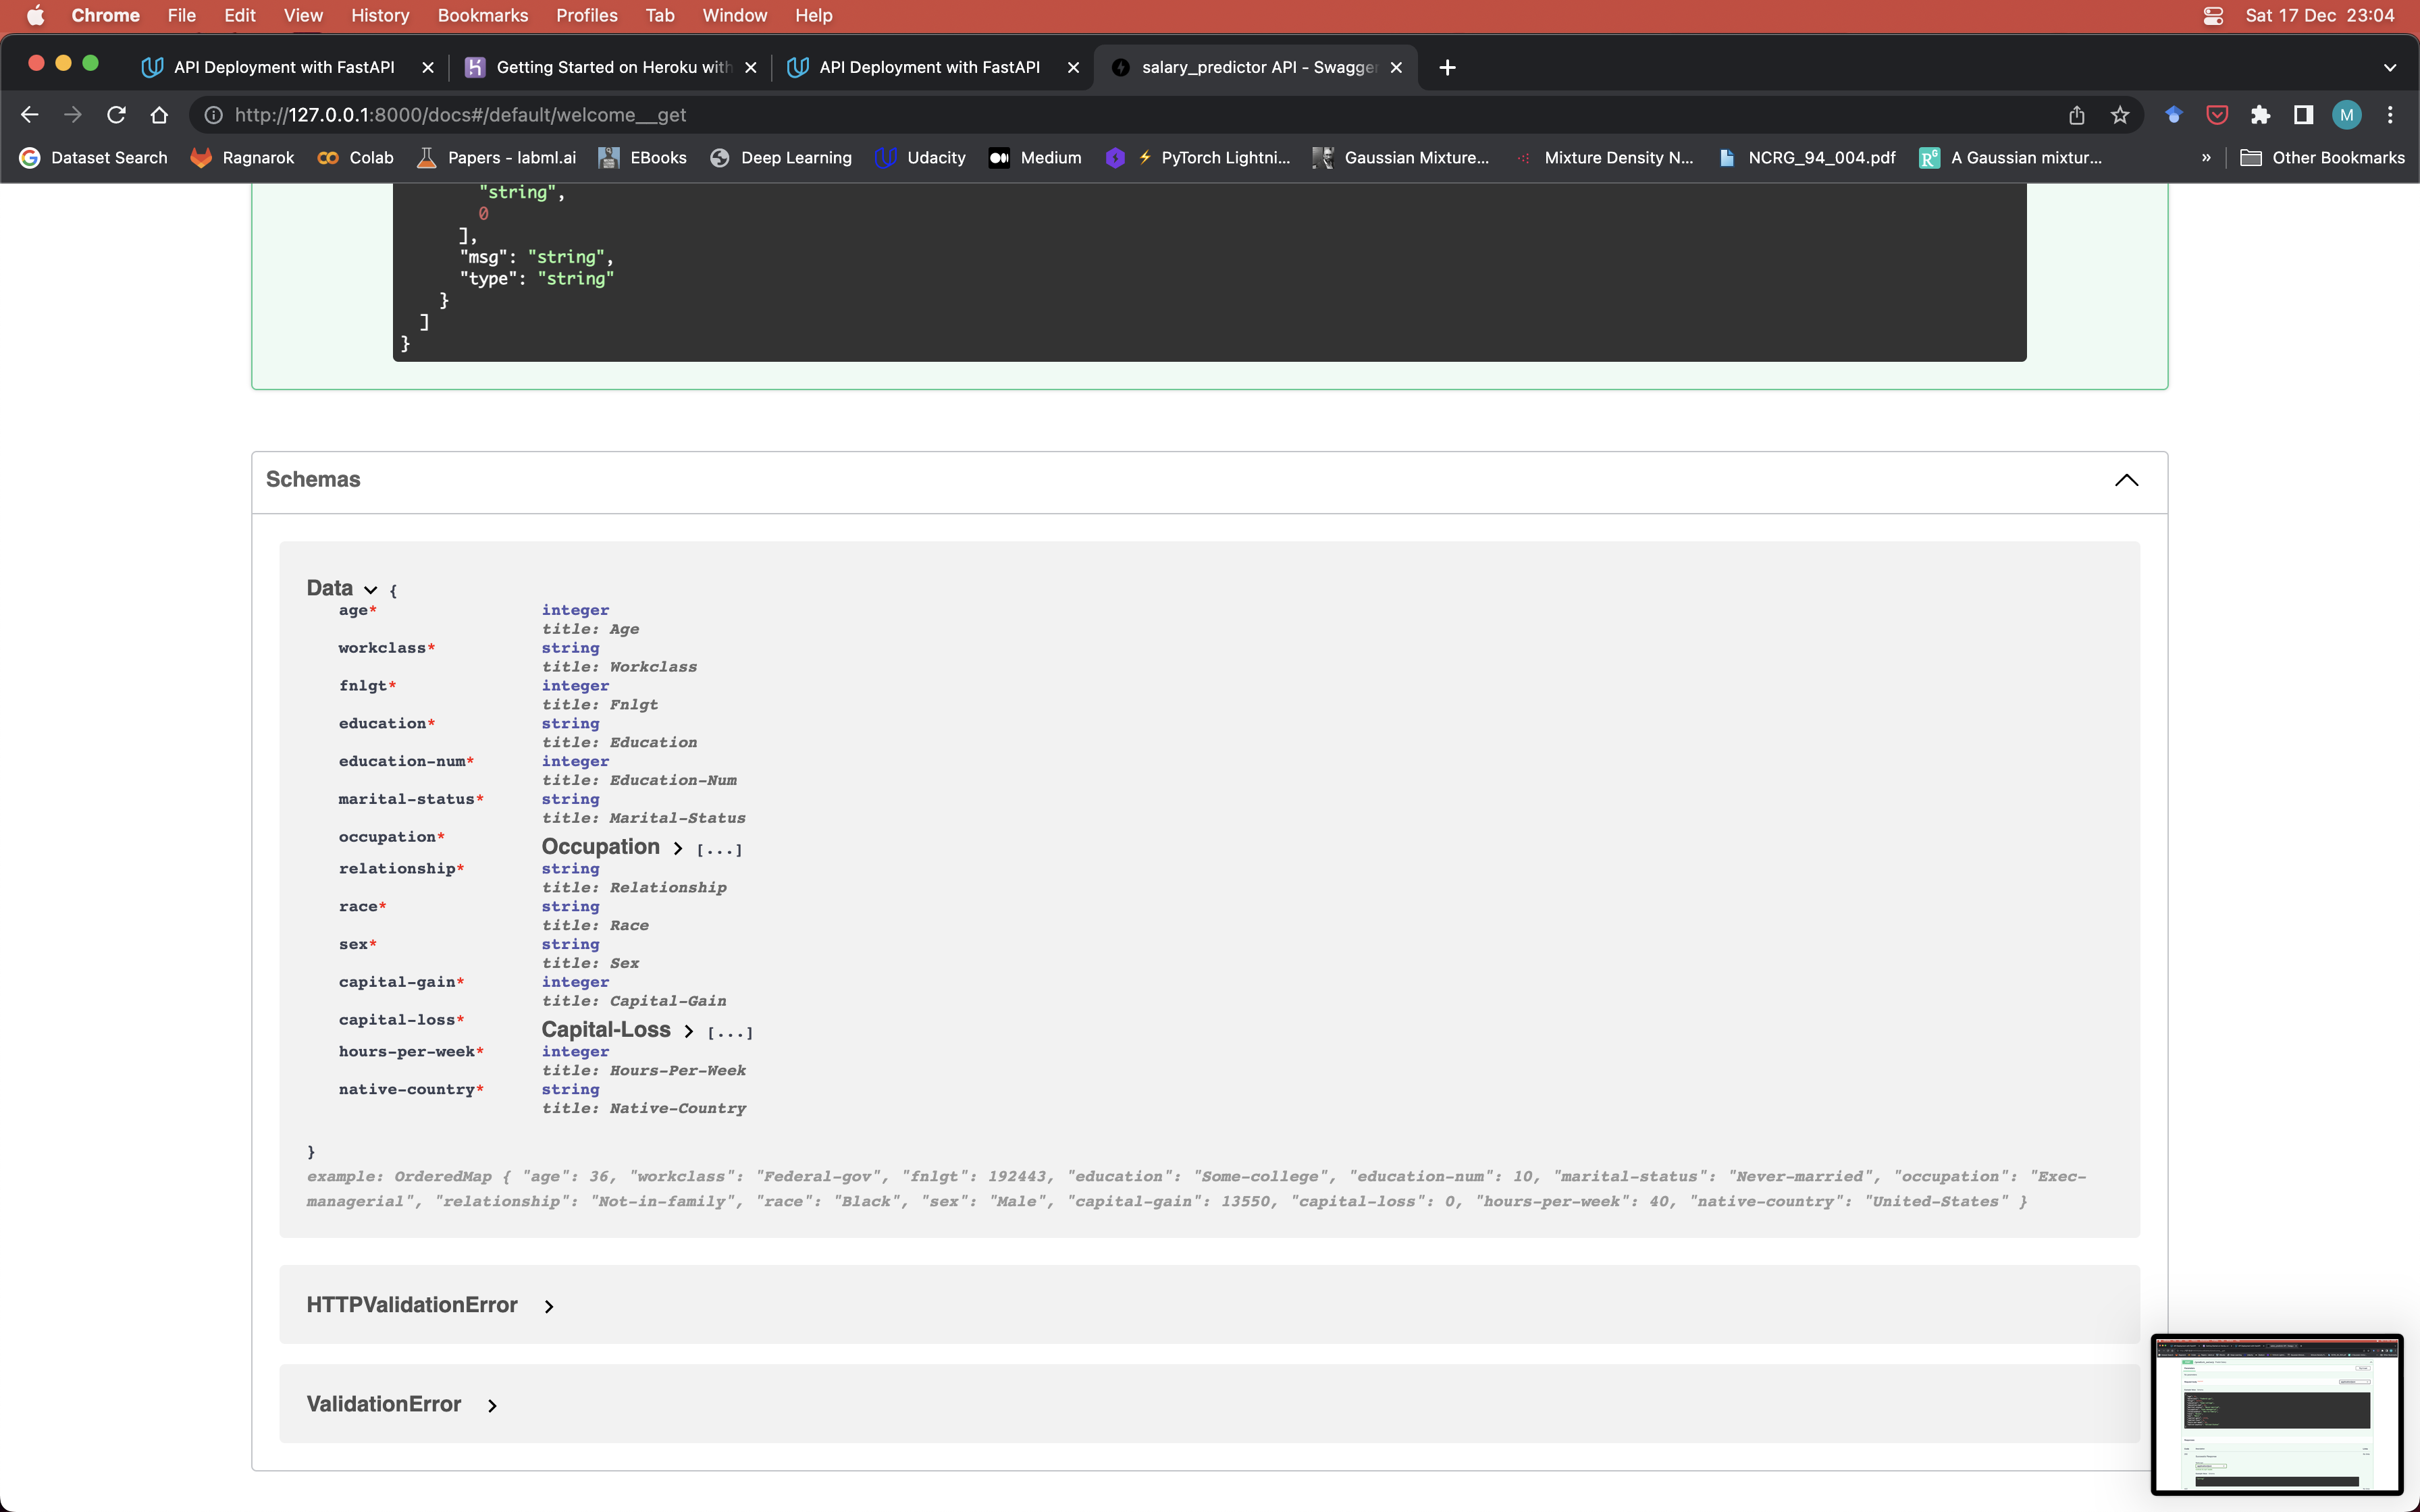 Chrome File Edit View History Bookmarks Profiles Tab Window Help Sat 17 Dec 23:04
API Deployment with FastAPI Getting Started on Heroku with API Deployment with FastAPI salary_predictor API - Swagger
http://127.0.0.1:8000/docs#/default/welcome__get M
Dataset Search Ragnarok Colab Papers - labml.ai EBooks Deep Learning Udacity Medium PyTorch Lightni... Gaussian Mixture... Mixture Density N... NCRG_94_004.pdf A Gaussian mixtur... » Other Bookmarks
"string",
0
],
"msg": "string",
"type": "string"
}
]
}
Schemas
Data {
age* integer
title: Age
workclass* string
title: Workclass
fnlgt* integer
title: Fnlgt
education* string
title: Education
education-num* integer
title: Education-Num
marital-status* string
title: Marital-Status
occupation* Occupation > [...]
relationship* string
title: Relationship
race* string
title: Race
sex* string
title: Sex
capital-gain* integer
title: Capital-Gain
capital-loss* Capital-Loss > [...]
hours-per-week* integer
title: Hours-Per-Week
native-country* string
title: Native-Country
}
example: OrderedMap { "age": 36, "workclass": "Federal-gov", "fnlgt": 192443, "education": "Some-college", "education-num": 10, "marital-status": "Never-married", "occupation": "Exec-
managerial", "relationship": "Not-in-family", "race": "Black", "sex": "Male", "capital-gain": 13550, "capital-loss": 0, "hours-per-week": 40, "native-country": "United-States" }
HTTPValidationError >
ValidationError >